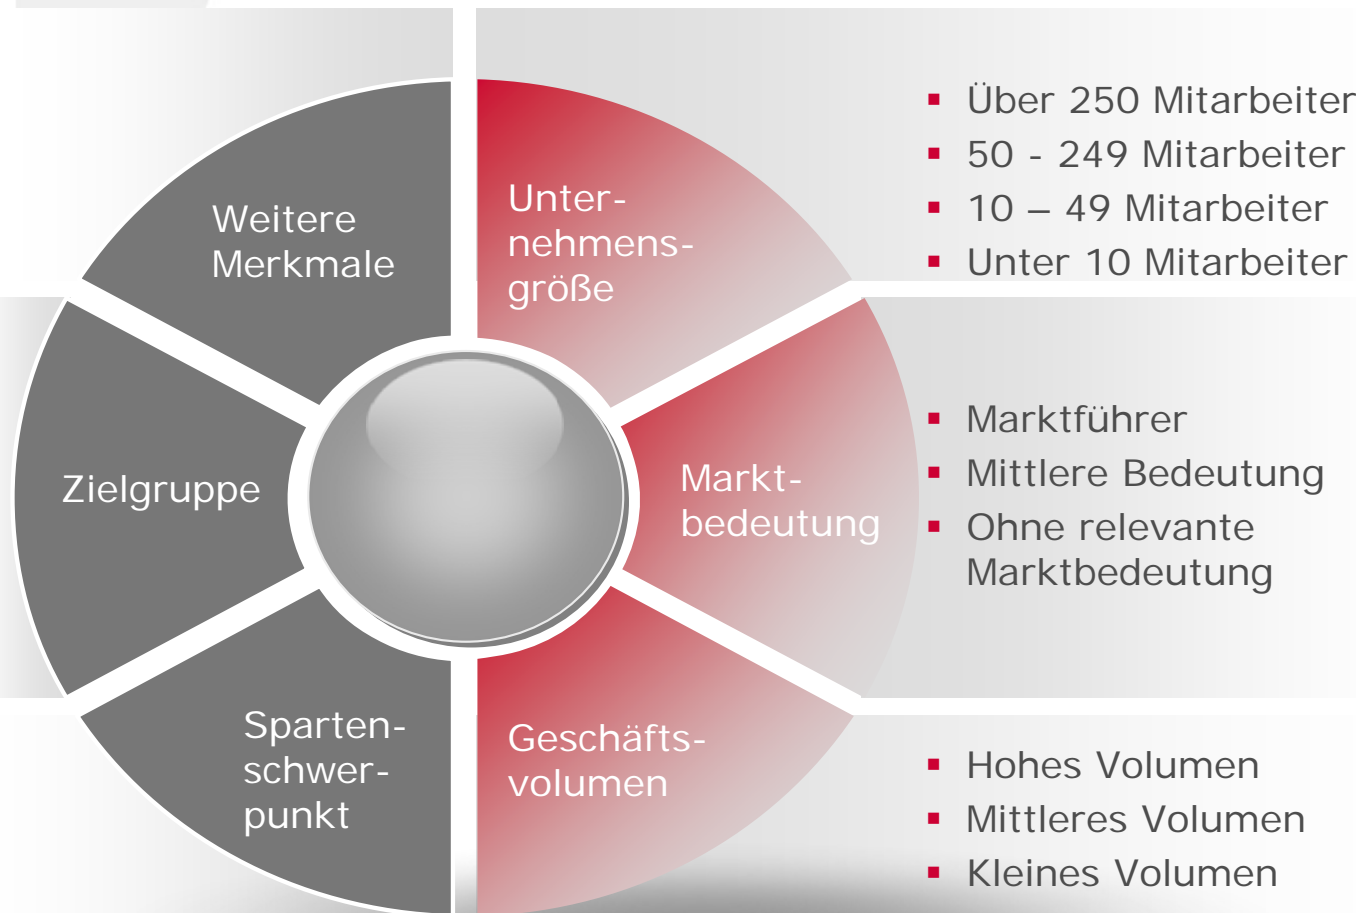 Weitere
Merkmale
Unter-
nehmens-
größe
Über 250 Mitarbeiter
50 - 249 Mitarbeiter
10 – 49 Mitarbeiter
Unter 10 Mitarbeiter
Zielgruppe
Markt-
bedeutung
Marktführer
Mittlere Bedeutung
Ohne relevante
Marktbedeutung
Sparten-
schwer-
punkt
Geschäfts-
volumen
Hohes Volumen
Mittleres Volumen
Kleines Volumen